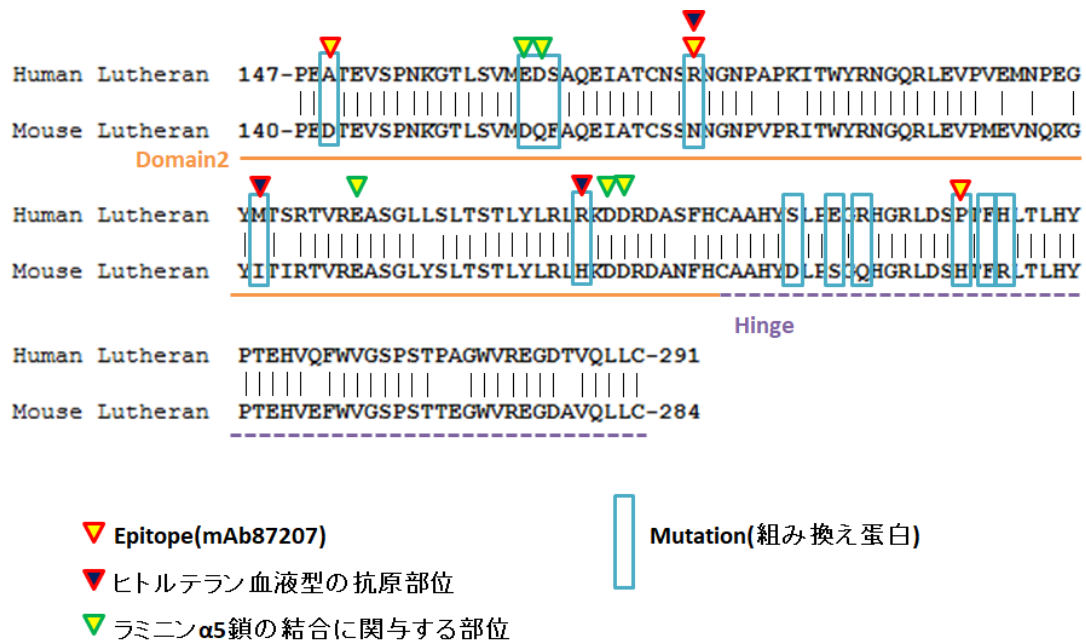 Human Lutheran 147-PEATEVSPNKGTLSVMEDSAQEIATCNSRNGNPAPKITWYRNGQRLEVPVEMNPEG
Mouse Lutheran 140-PEDTEVSPNKGTLSVMDQFAQEIATCSSNNGNPVPRITWYRNGQRLEVPMEVNQKG
Domain2
Human Lutheran YMTSRTVREASGLLSLTSTLYLRLRKDDRDASFHCAAHYSLPEGRHGRLDSPTFHLTLHY
Mouse Lutheran YITIRTVREASGLYSLTSTLYLRLHKDDRDANFHCAAHYDLPSGQHGRLDSHTFRLTLHY
Hinge
Human Lutheran PTEHVQFWVGSPSTPAGWVREGDTVQLLC-291
Mouse Lutheran PTEHVEFWVGSPSTTEGWVREGDAVQLLC-284
Epitope(mAb87207)
Mutation(組み換え蛋白)
ヒトルテラン血液型の抗原部位
ラミニンα5鎖の結合に関与する部位